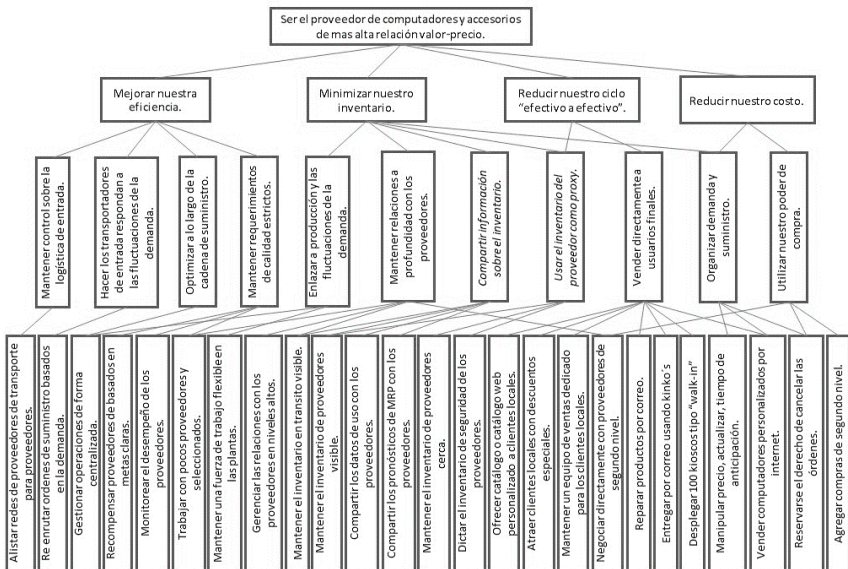 Ser el proveedor de computadores y accesorios
de mas alta relación valor-precio.
Mejorar nuestra
eficiencia.
Minimizar nuestro
inventario.
Reducir nuestro ciclo
“efectivo a efectivo”.
Reducir nuestro costo.
Mantener control sobre la
logística de entrada.
Hacer los transportadores
de entrada respondan a
las fluctuaciones de la
demanda.
Optimizar a lo largo de la
cadena de suministro.
Mantener requerimientos
de calidad estrictos.
Enlazar a producción y las
fluctuaciones de la
demanda.
Mantener relaciones a
profundidad con los
proveedores.
Compartir información
sobre el inventario.
Usar el inventario del
proveedor como proxy.
Vender directamente a
usuarios finales.
Organizar demanda y
suministro.
Utilizar nuestro poder de
compra.
Alistar redes de proveedores de transporte
para proveedores.
Re enrutar ordenes de suministro basados
en la demanda.
Gestionar operaciones de forma
centralizada.
Recompensar proveedores de basados en
metas claras.
Monitorear el desempeño de los
proveedores.
Trabajar con pocos proveedores y
seleccionados.
Mantener una fuerza de trabajo flexible en
las plantas.
Gerenciar las relaciones con los
proveedores en niveles altos.
Mantener el inventario en transito visible.
Mantener el inventario de proveedores
visible.
Compartir los datos de uso con los
proveedores.
Compartir los pronósticos de MRP con los
proveedores.
Mantener el inventario de proveedores
cerca.
Dictar el inventario de seguridad de los
proveedores.
Ofrecer catálogo o catálogo web
personalizado a clientes locales.
Atraer clientes locales con descuentos
especiales.
Mantener un equipo de ventas dedicado
para los clientes locales.
Negociar directamente con proveedores de
segundo nivel.
Reparar productos por correo.
Entregar por correo usando kinko´s
Desplegar 100 kioscos tipo “walk-in”
Manipular precio, actualizar, tiempo de
anticipación.
Vender computadores personalizados por
internet.
Reservarse el derecho de cancelar las
órdenes.
Agregar compras de segundo nivel.